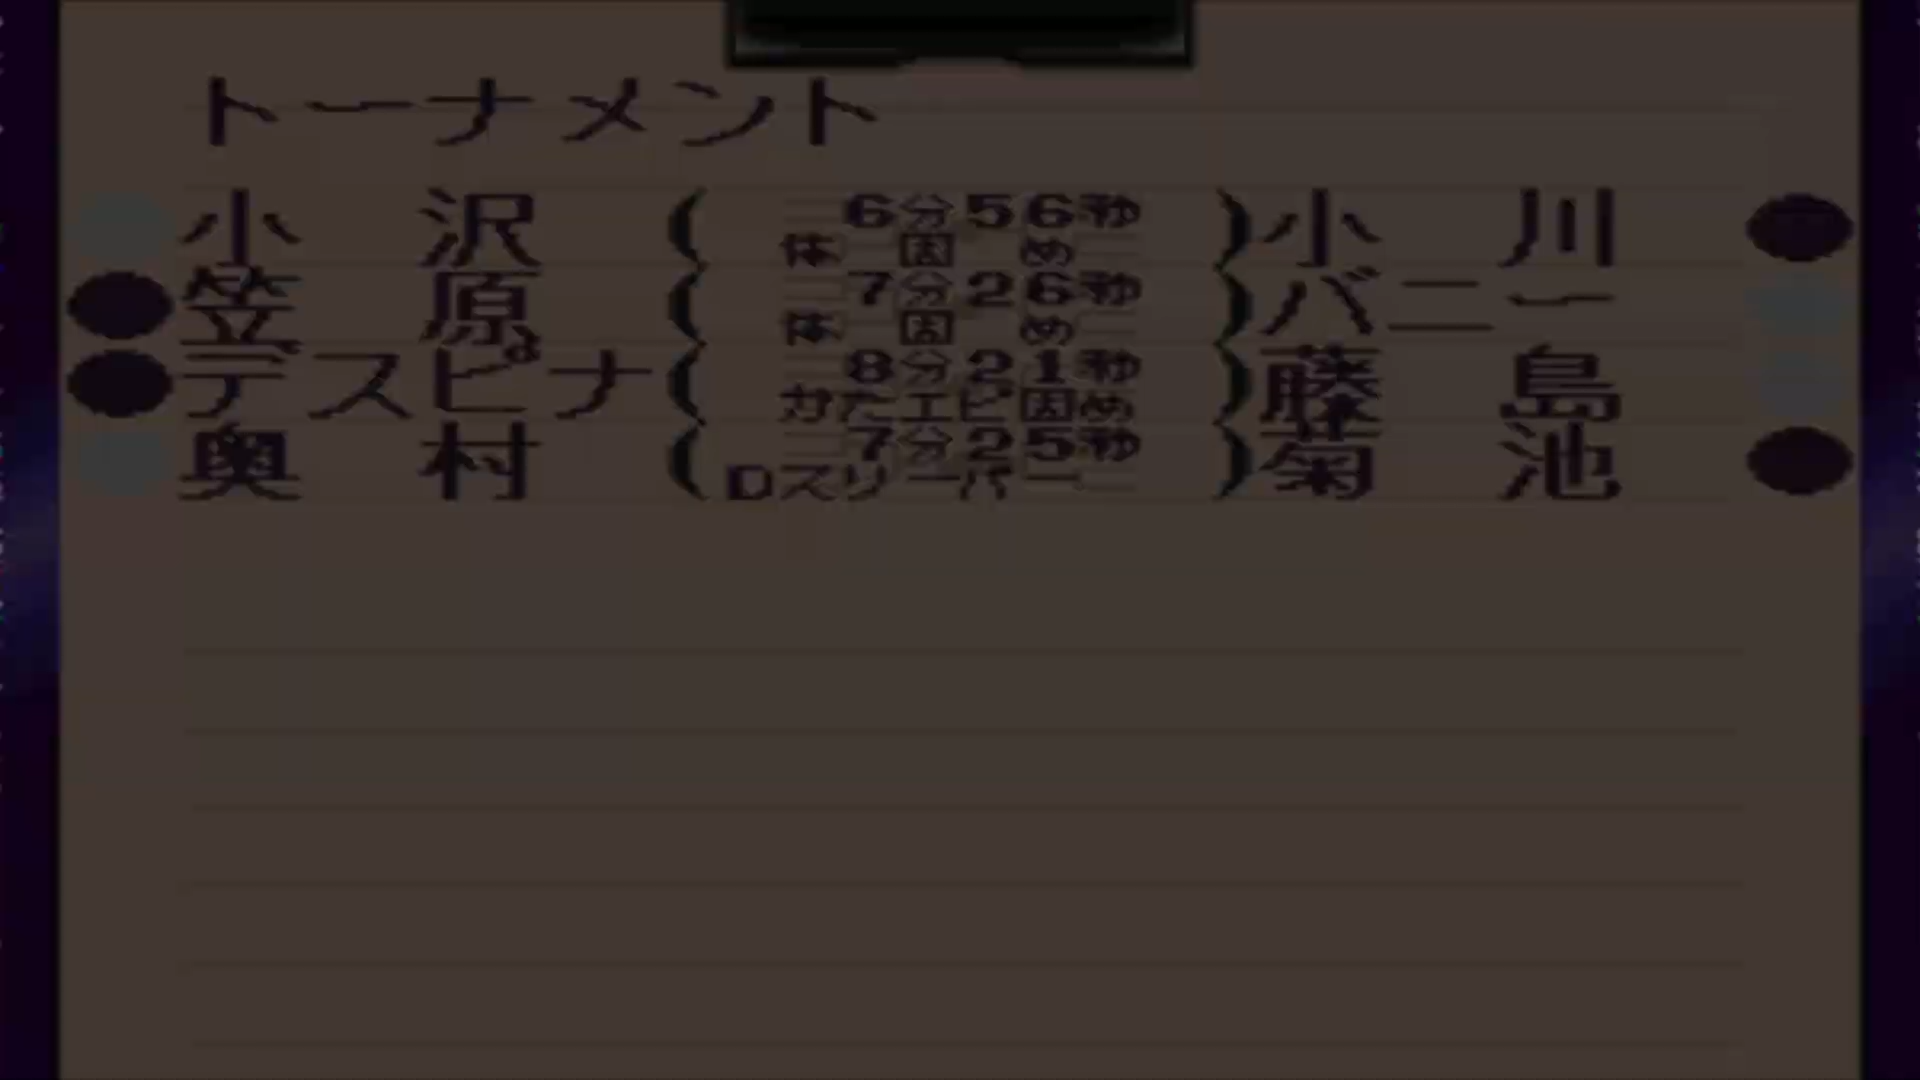 トーナメント
小沢 ( 6分56秒 ) 小川
体固め
笠原 ( 7分26秒 ) バニー
体固め
デスピナ ( 8分21秒 )藤島
かたエビ固め
奥村 ( 7分25秒 ) 菊池
Dスリーパー